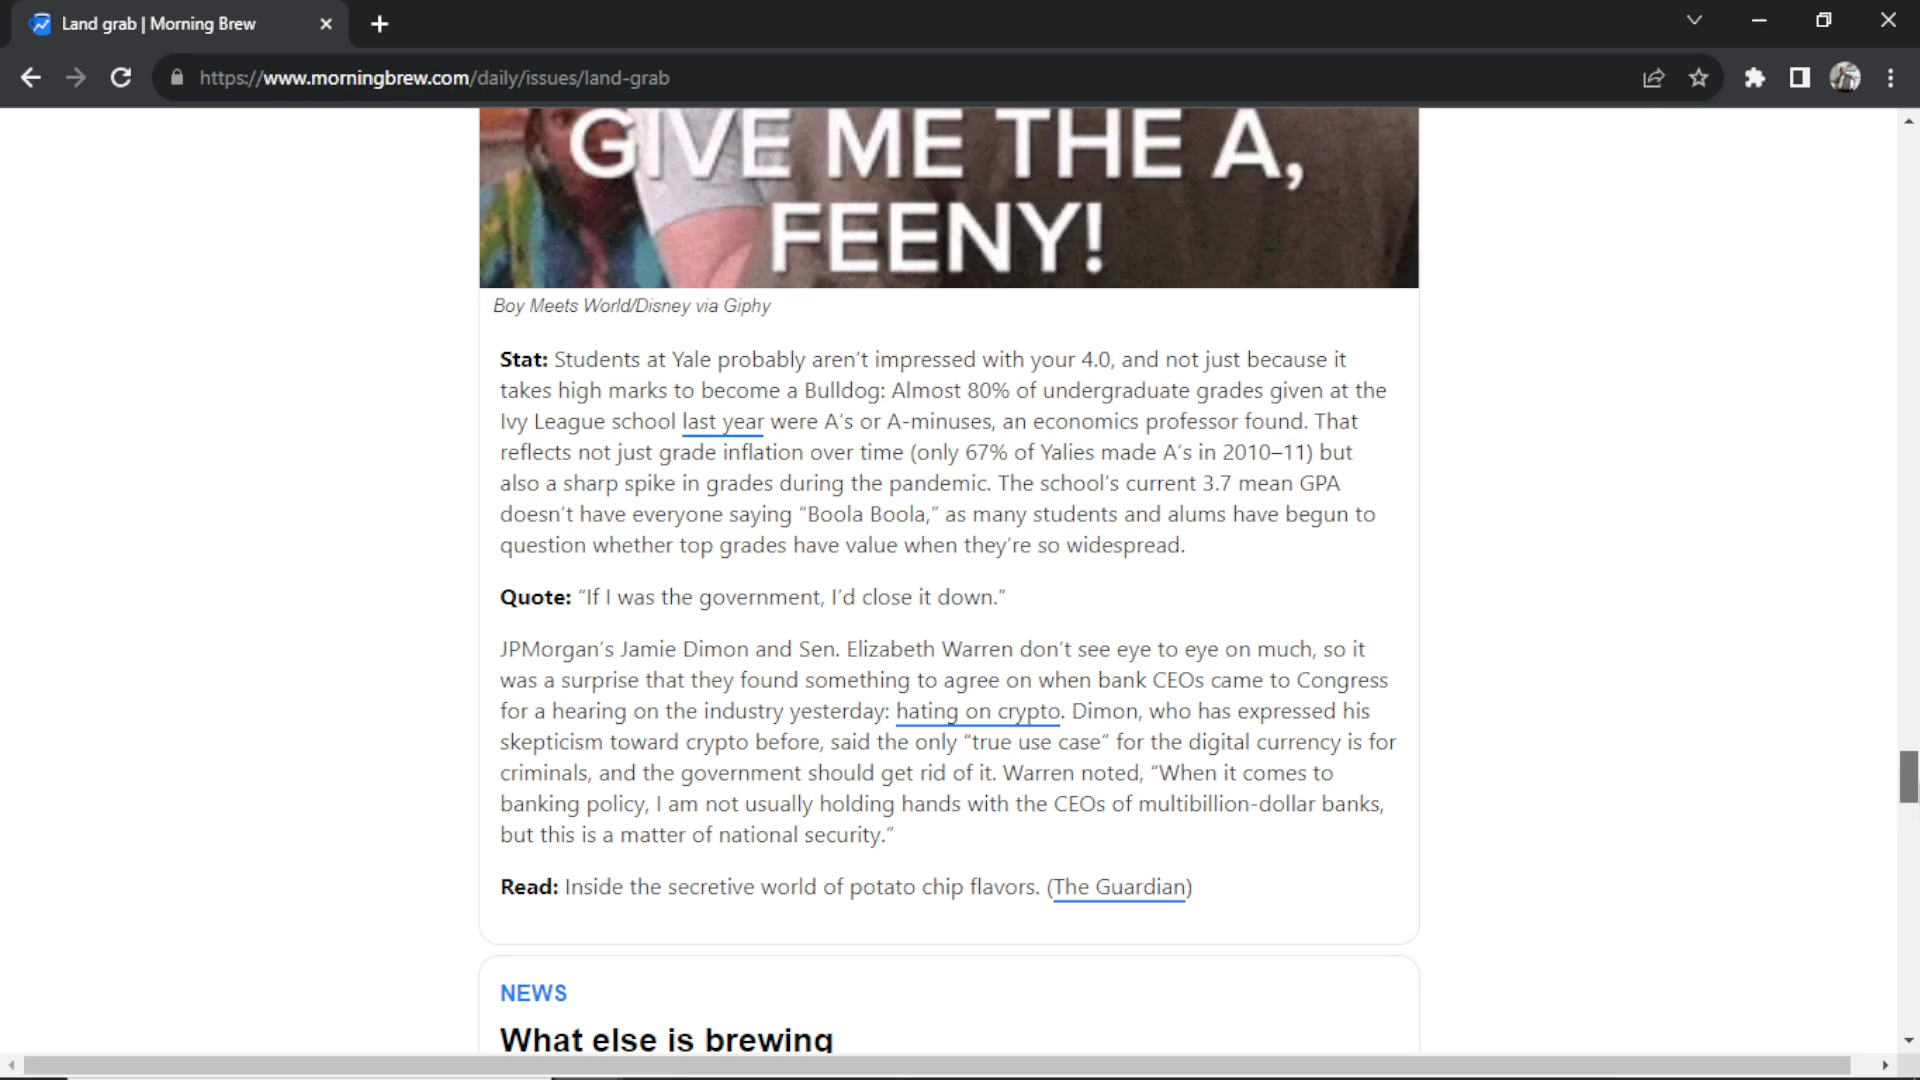 Land grab | Morning Brew
https://www.morningbrew.com/daily/issues/land-grab
GIVE ME THE A,
FEENY!
Boy Meets World/Disney via Giphy
Stat: Students at Yale probably aren’t impressed with your 4.0, and not just because it
takes high marks to become a Bulldog: Almost 80% of undergraduate grades given at the
Ivy League school last year were A’s or A-minuses, an economics professor found. That
reflects not just grade inflation over time (only 67% of Yalies made A’s in 2010–11) but
also a sharp spike in grades during the pandemic. The school’s current 3.7 mean GPA
doesn’t have everyone saying “Boola Boola,” as many students and alums have begun to
question whether top grades have value when they’re so widespread.
Quote: “If I was the government, I’d close it down.”
JPMorgan’s Jamie Dimon and Sen. Elizabeth Warren don’t see eye to eye on much, so it
was a surprise that they found something to agree on when bank CEOs came to Congress
for a hearing on the industry yesterday: hating on crypto. Dimon, who has expressed his
skepticism toward crypto before, said the only “true use case” for the digital currency is for
criminals, and the government should get rid of it. Warren noted, “When it comes to
banking policy, I am not usually holding hands with the CEOs of multibillion-dollar banks,
but this is a matter of national security.”
Read: Inside the secretive world of potato chip flavors. (The Guardian)
NEWS
What else is brewing